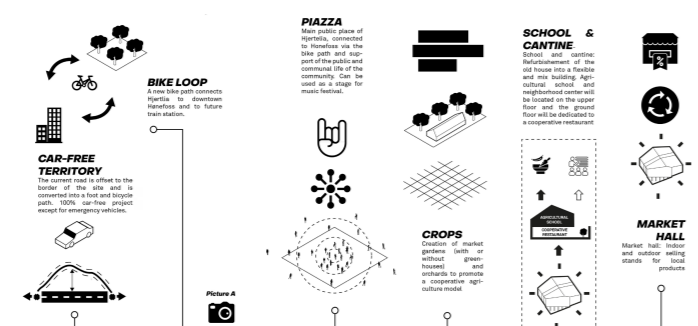 BIKE LOOP
A new bike path connects
Hjertlia to downtown
Hønefoss and to future
train station.
CAR-FREE
TERRITORY
The current road is offset to the
border of the site and is
converted into a foot and bicycle
path. 100% car-free project
except for emergency vehicles.
Picture A
PIAZZA
Main public place of
Hjertelia, connected
to Honefoss via the
bike path and sup-
port of the public and
communal life of the
community. Can be
used as a stage for
music festival.
CROPS
Creation of market
gardens (with or
without green-
houses) and
orchards to promote
a cooperative agri-
culture model
SCHOOL &
CANTINE
School and cantine:
Refurbishement of the
old house into a flexible
and mix building. Agri-
cultural school and
neighborhood center will
be located on the upper
floor and the ground
floor will be dedicated to
a cooperative restaurant
AGRICULTURAL
SCHOOL
COOPERATIVE
RESTAURANT
%
MARKET
HALL
Market hall: Indoor
and outdoor selling
stands for local
products